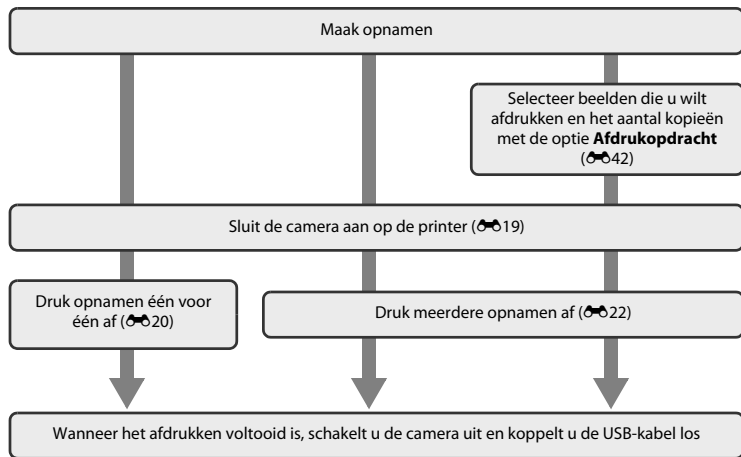 Maak opnamen
Selecteer beelden die u wilt
afdrukken en het aantal kopieën
met de optie Afdrukopdracht
(42)
Sluit de camera aan op de printer (19)
Druk opnamen één voor
één af (20)
Druk meerdere opnamen af (22)
Wanneer het afdrukken voltooid is, schakelt u de camera uit en koppelt u de USB-kabel los